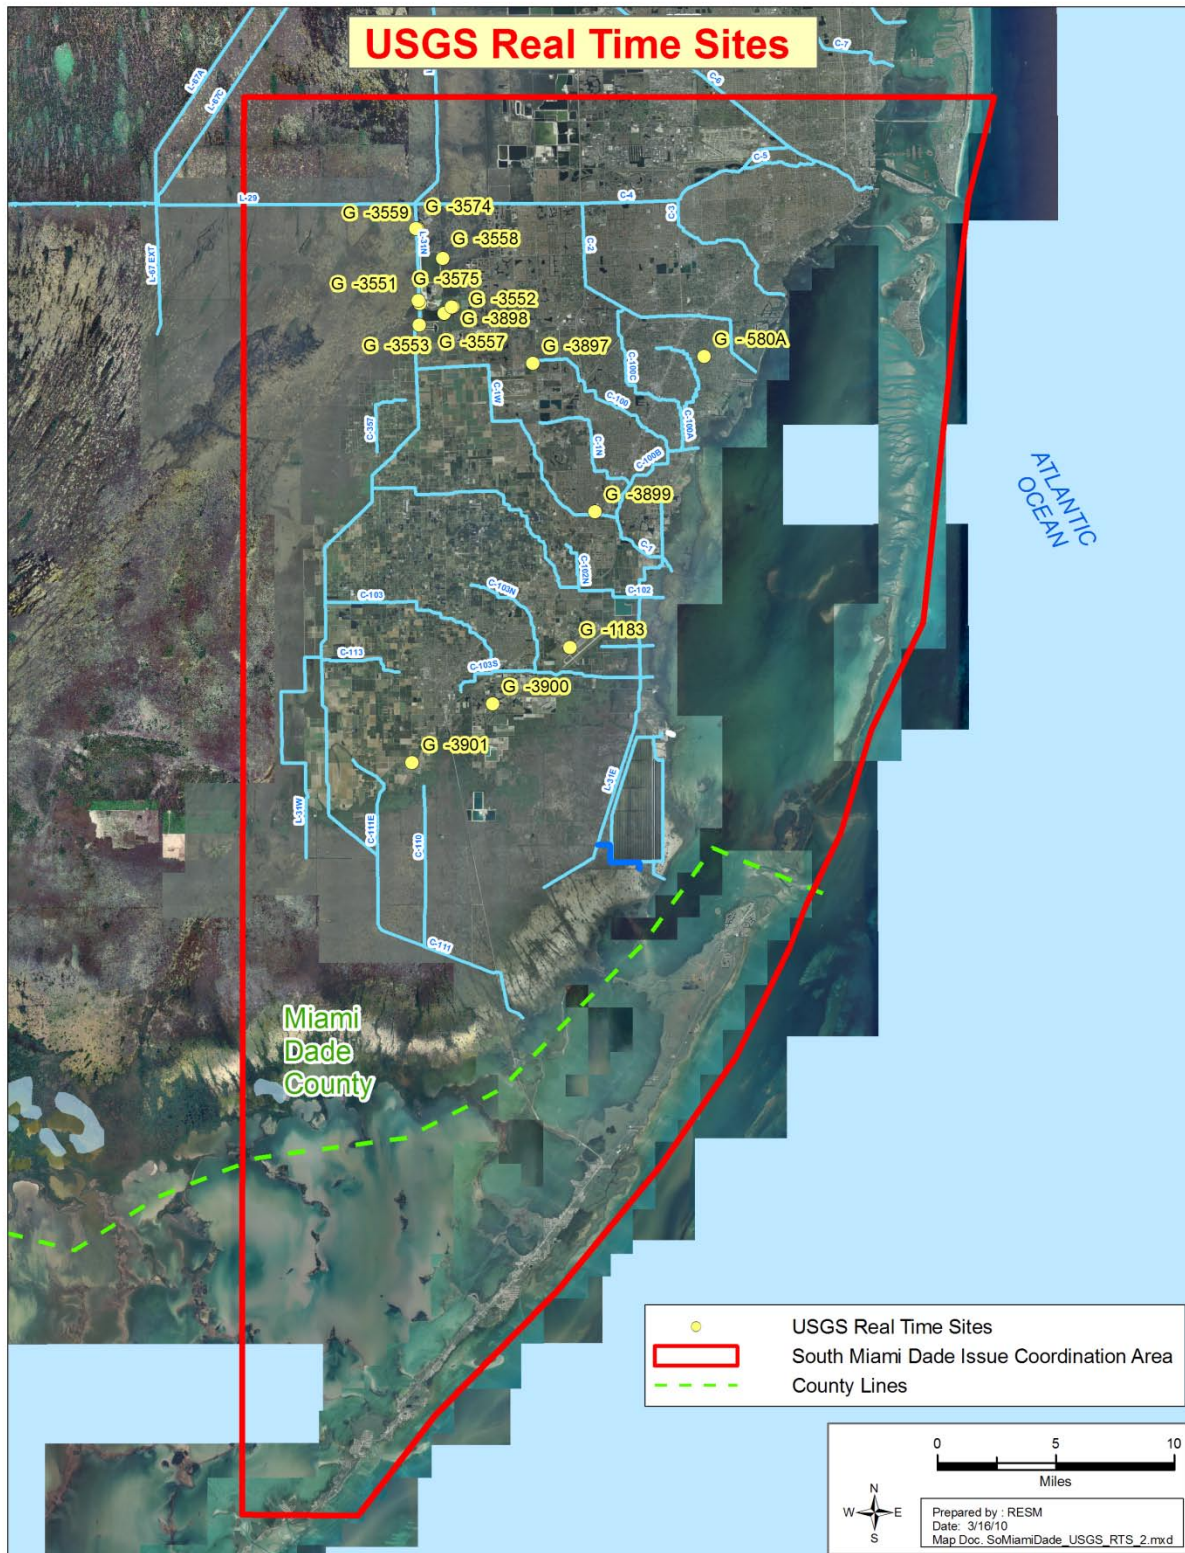 USGS Real Time Sites
C-7
C-6
L-67A
L-67C
C-5
L-29
C-4
C-3
G -3559
G -3574
L-31N
C-2
G -3558
L-67 EXT
G -3551
G -3575
G -3552
G -3898
G -3553
G -3557
G -3897
G -580A
C-100C
C-1W
C-100
C-357
C-100A
C-1N
C-100B
ATLANTIC
OCEAN
G -3899
C-1
C-102N
C-103N
C-102
C-103
G -1183
C-113
C-103S
G -3900
G -3901
L-31E
L-31W
C-111E
C-110
C-111
Miami
Dade
County
USGS Real Time Sites
South Miami Dade Issue Coordination Area
County Lines
0 5 10
Miles
N
W E
S
Prepared by : RESM
Date: 3/16/10
Map Doc. SoMiamiDade_USGS_RTS_2.mxd